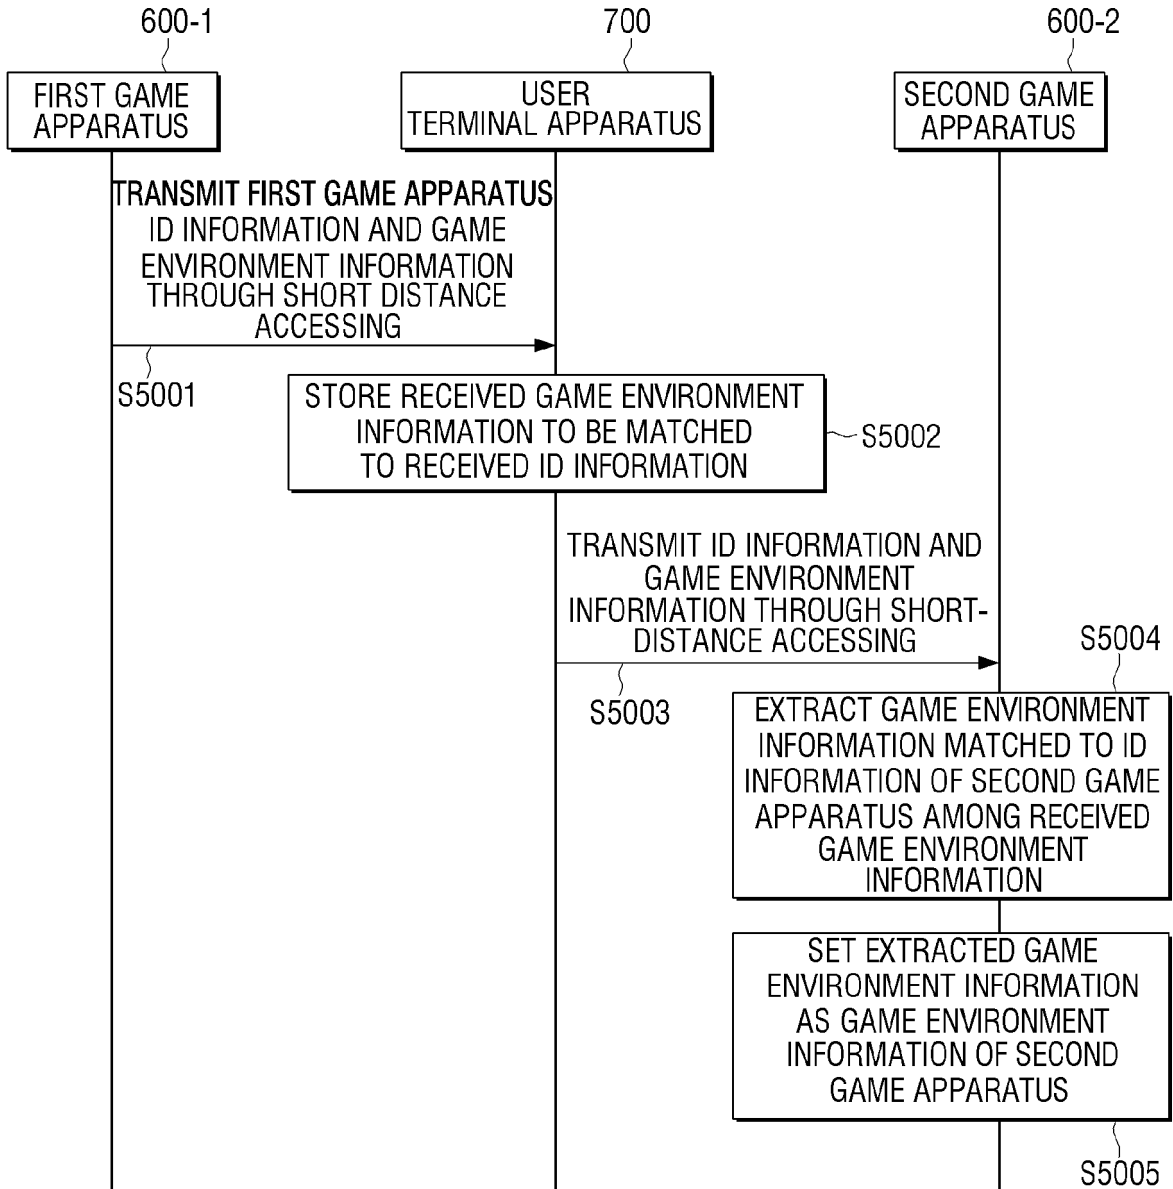 600-1
700
600-2
FIRST GAME
APPARATUS
USER
TERMINAL APPARATUS
SECOND GAME
APPARATUS
TRANSMIT FIRST GAME APPARATUS
ID INFORMATION AND GAME
ENVIRONMENT INFORMATION
THROUGH SHORT DISTANCE
ACCESSING
S5001
STORE RECEIVED GAME ENVIRONMENT
INFORMATION TO BE MATCHED
TO RECEIVED ID INFORMATION
S5002
TRANSMIT ID INFORMATION AND
GAME ENVIRONMENT
INFORMATION THROUGH SHORT-
DISTANCE ACCESSING
S5003
S5004
EXTRACT GAME ENVIRONMENT
INFORMATION MATCHED TO ID
INFORMATION OF SECOND GAME
APPARATUS AMONG RECEIVED
GAME ENVIRONMENT
INFORMATION
SET EXTRACTED GAME
ENVIRONMENT INFORMATION
AS GAME ENVIRONMENT
INFORMATION OF SECOND
GAME APPARATUS
S5005